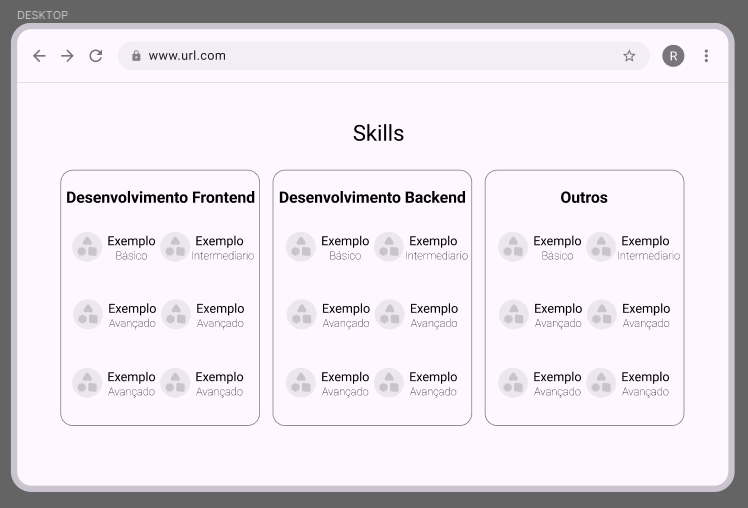 DESKTOP
www.url.com
R
Skills
Desenvolvimento Frontend
Exemplo
Básico
Exemplo
Intermediario
Exemplo
Avançado
Exemplo
Avançado
Exemplo
Avançado
Exemplo
Avançado
Desenvolvimento Backend
Exemplo
Básico
Exemplo
Intermediario
Exemplo
Avançado
Exemplo
Avançado
Exemplo
Avançado
Exemplo
Avançado
Outros
Exemplo
Básico
Exemplo
Intermediario
Exemplo
Avançado
Exemplo
Avançado
Exemplo
Avançado
Exemplo
Avançado